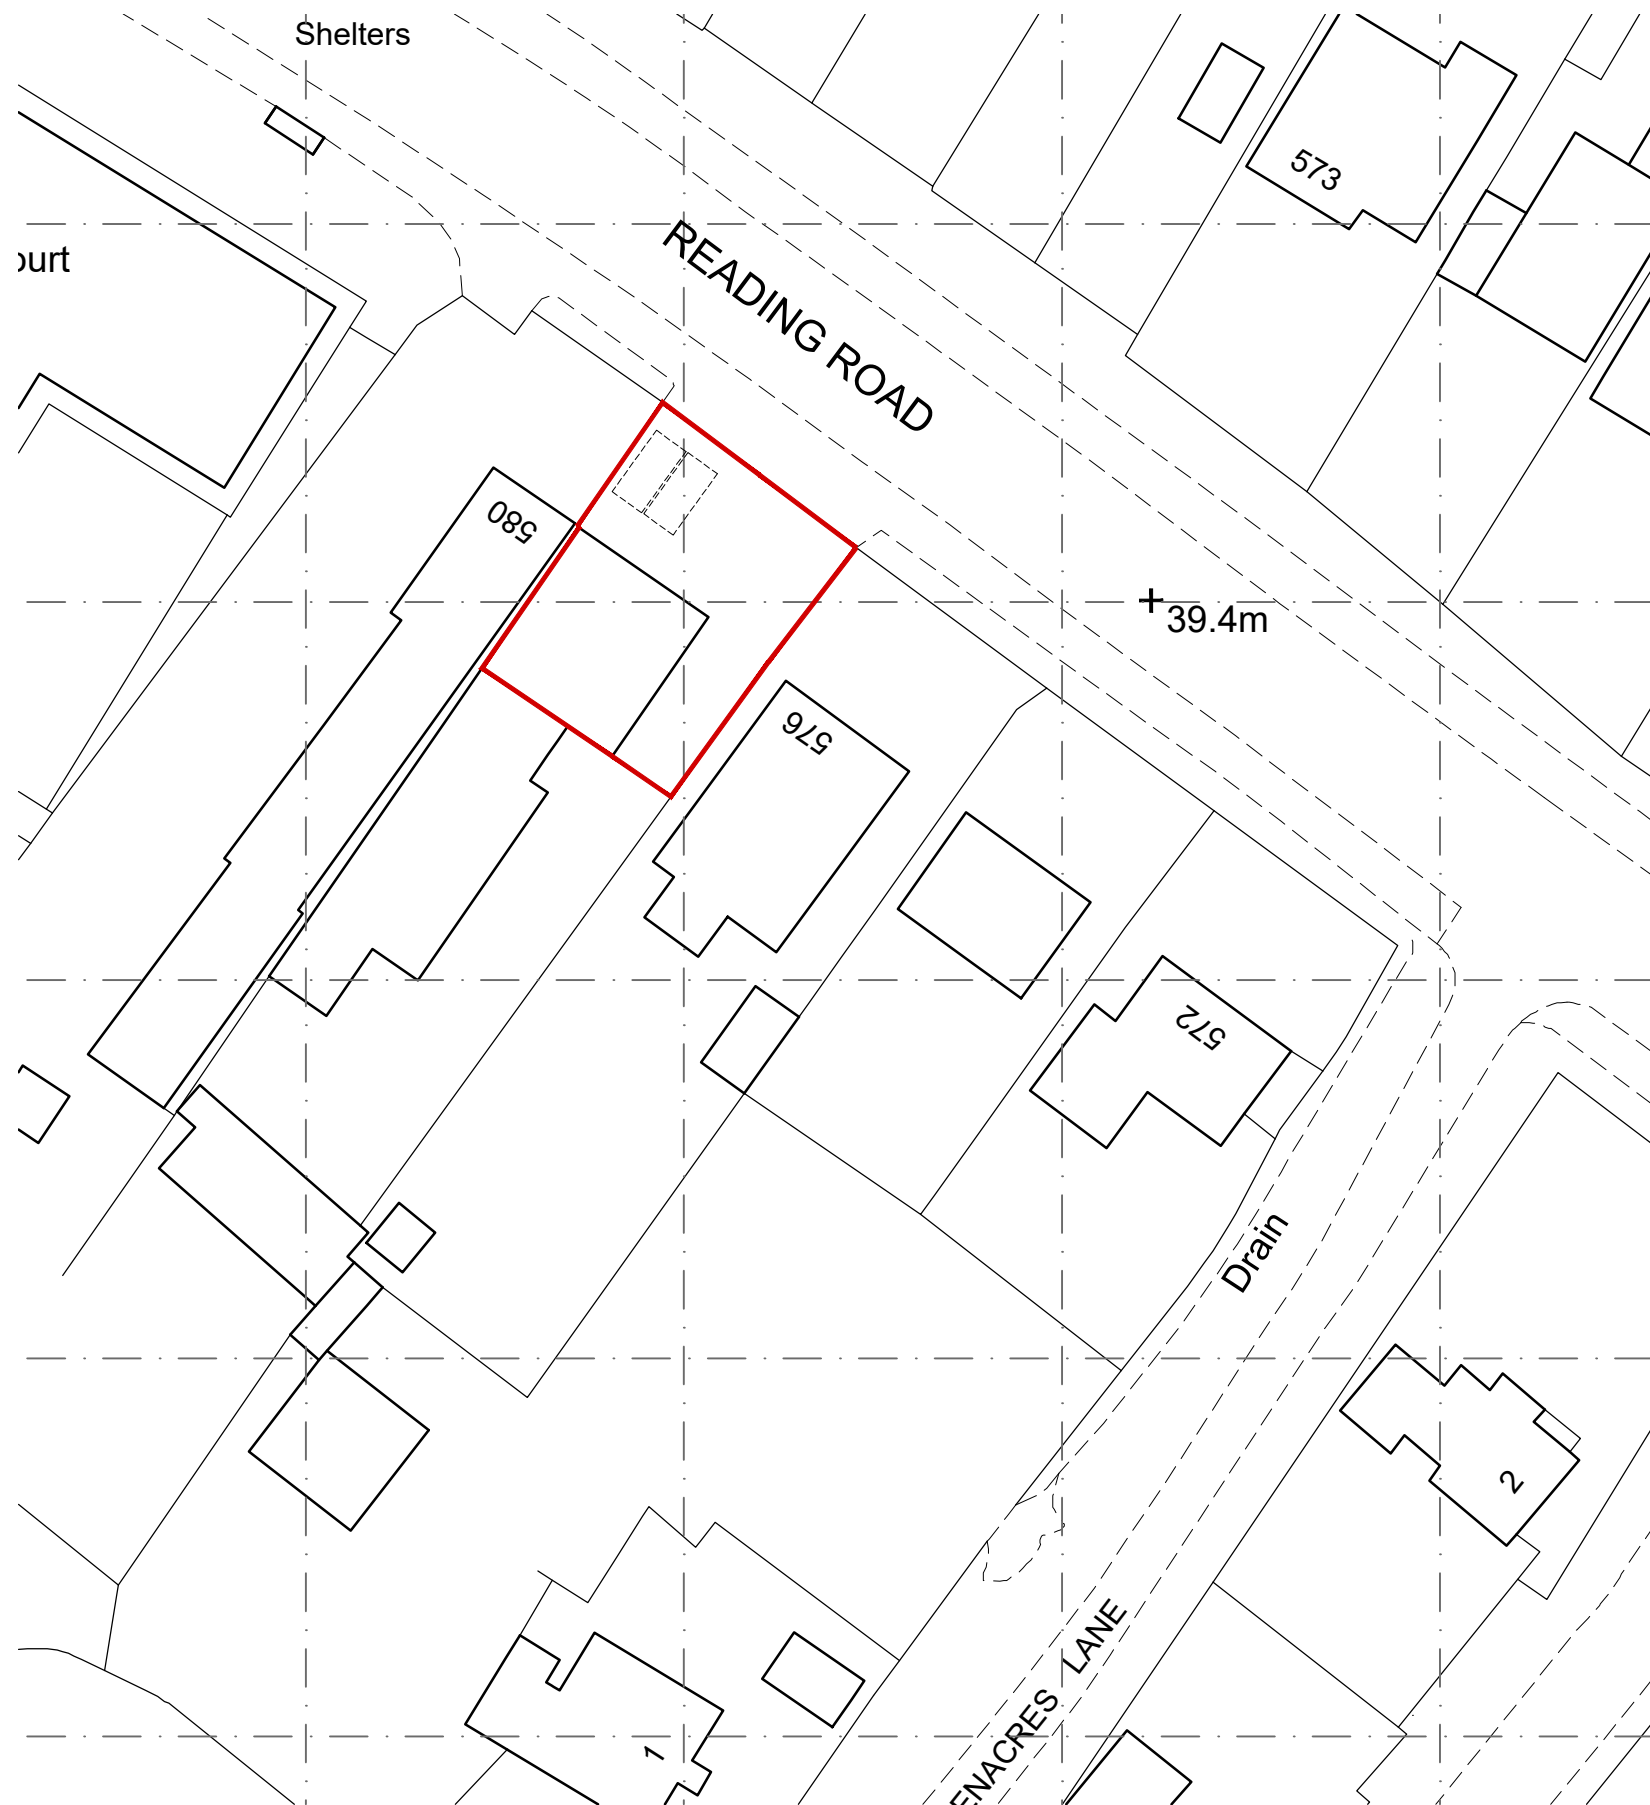 Shelters
573
ourt
READING ROAD
580
39.4m
576
572
Drain
2
ENACRES LANE
1